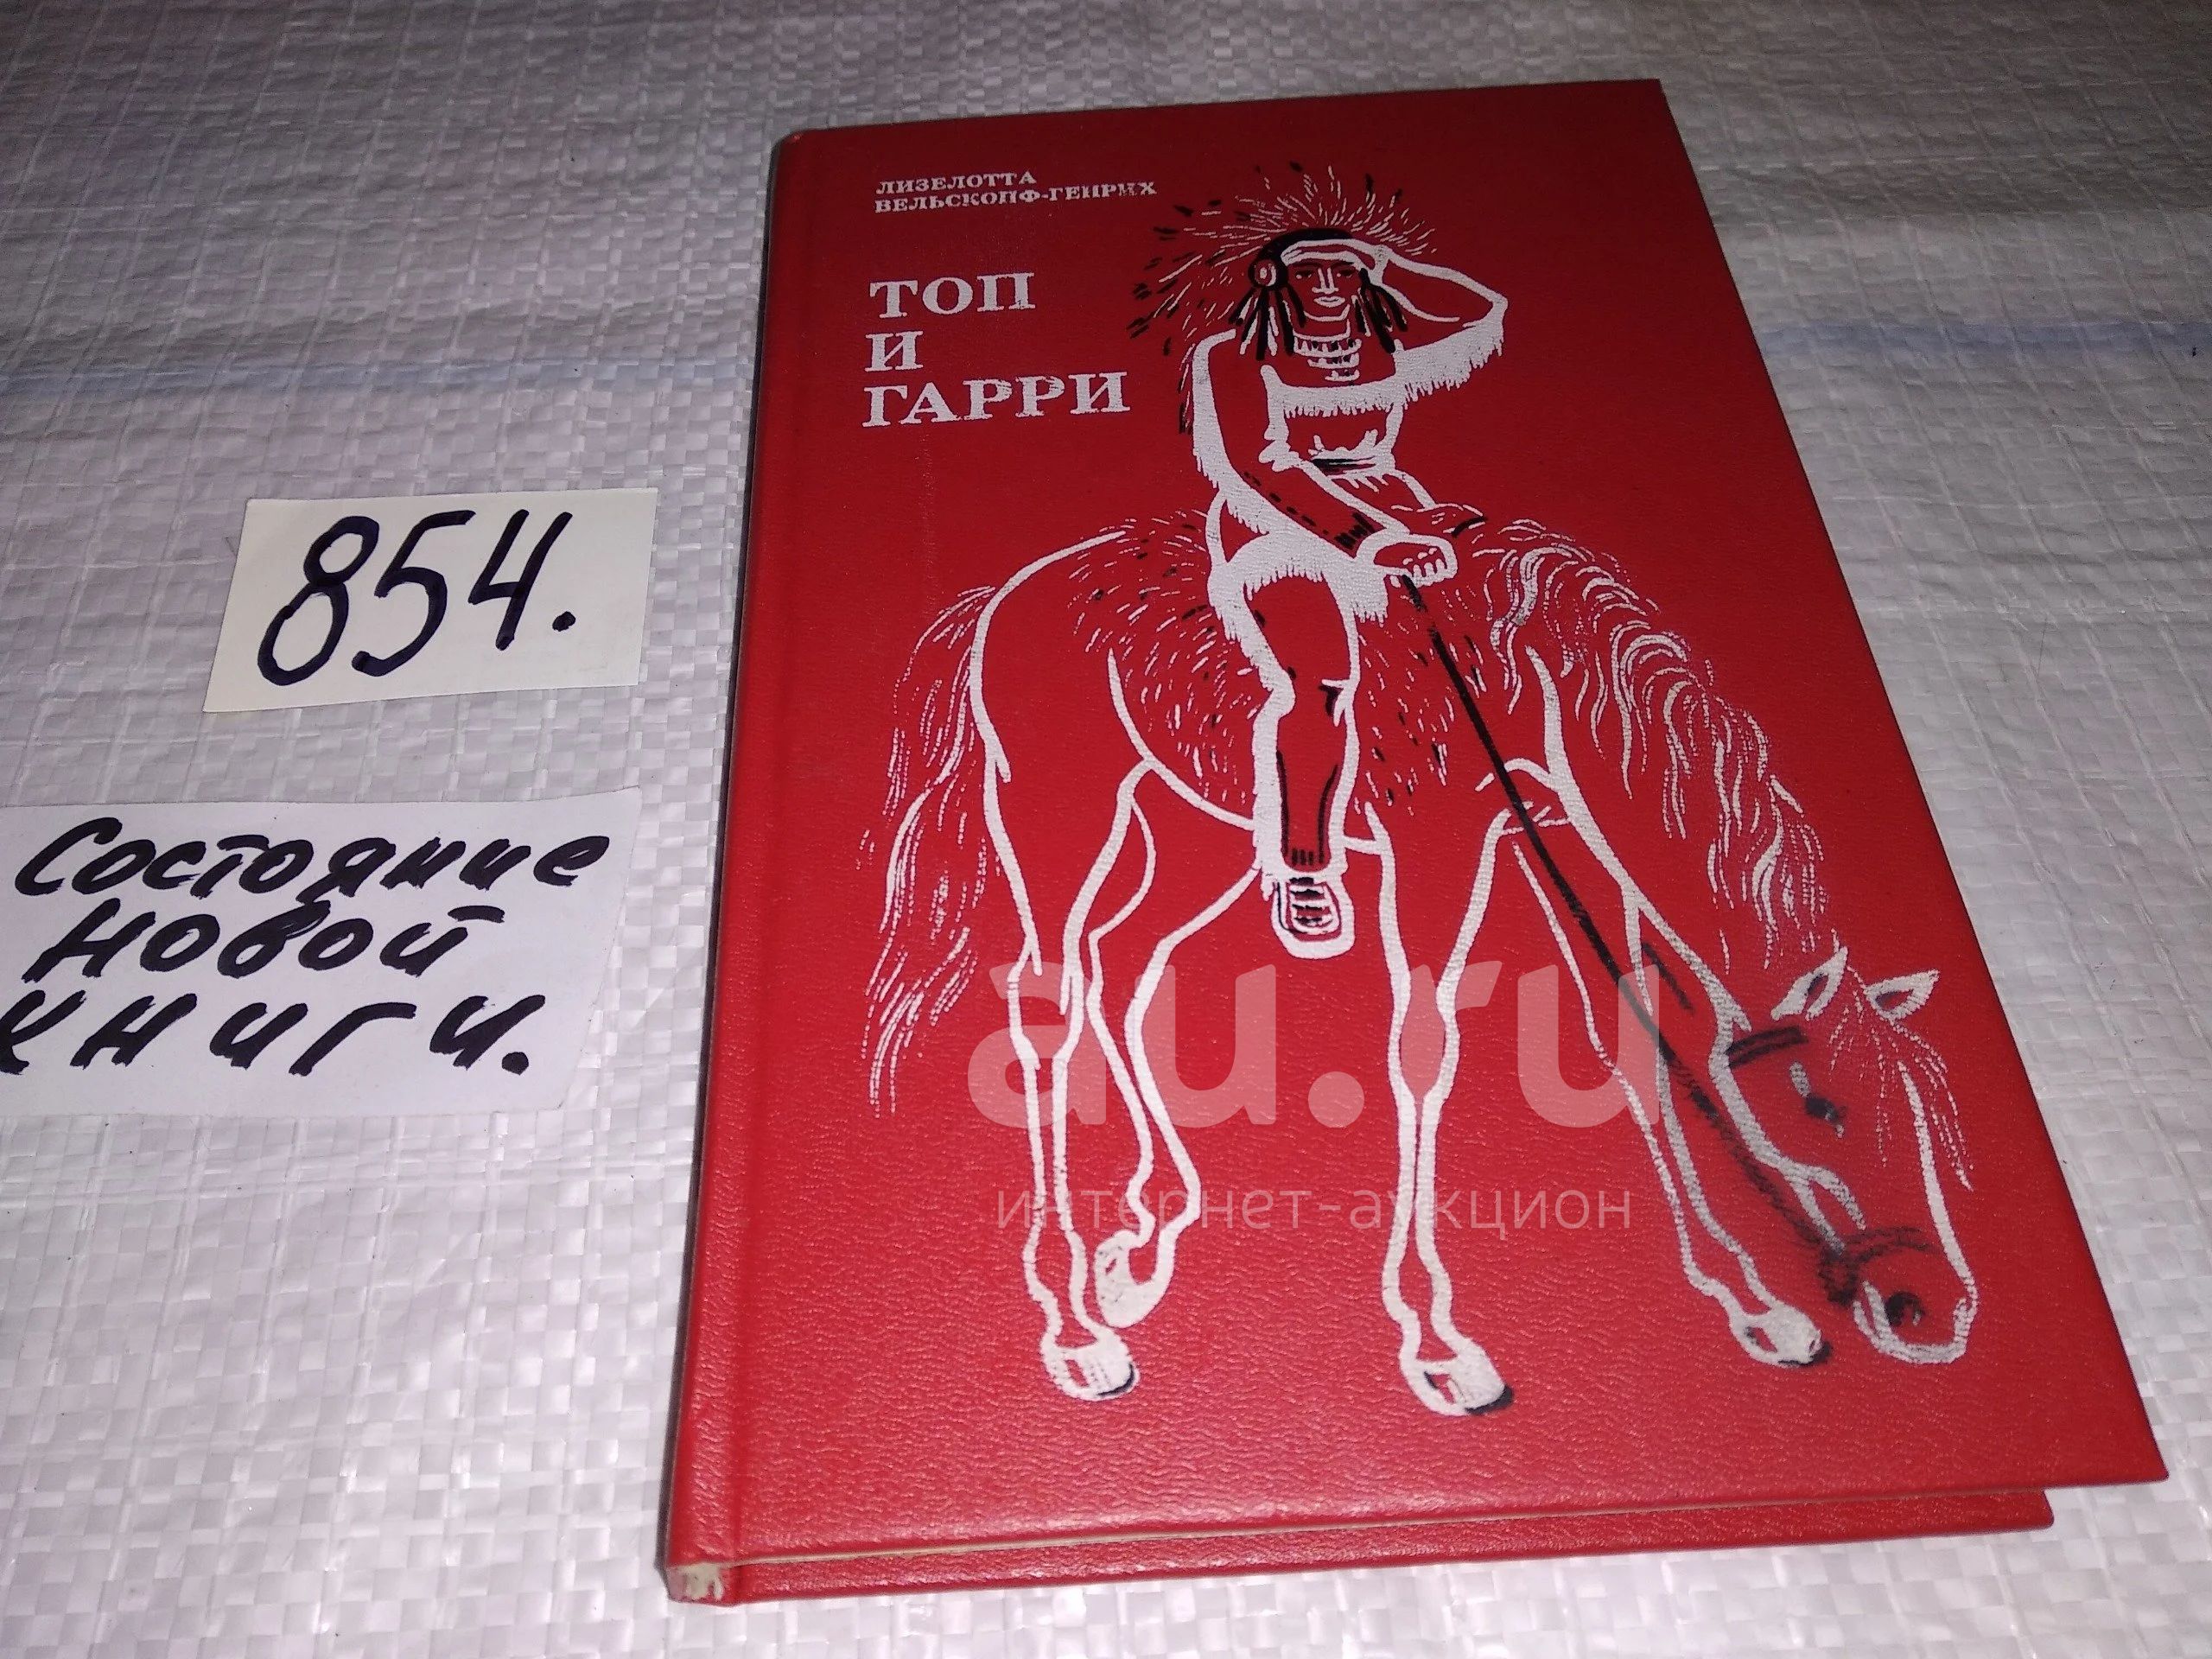 ЛИЗЕЛОТТА
ВЕЛЬСКОПФ-ГЕНРИХ
ТОП
И
ГАРРИ
854.
Состояние
новой
книги.
au.ru
интернет-аукцион